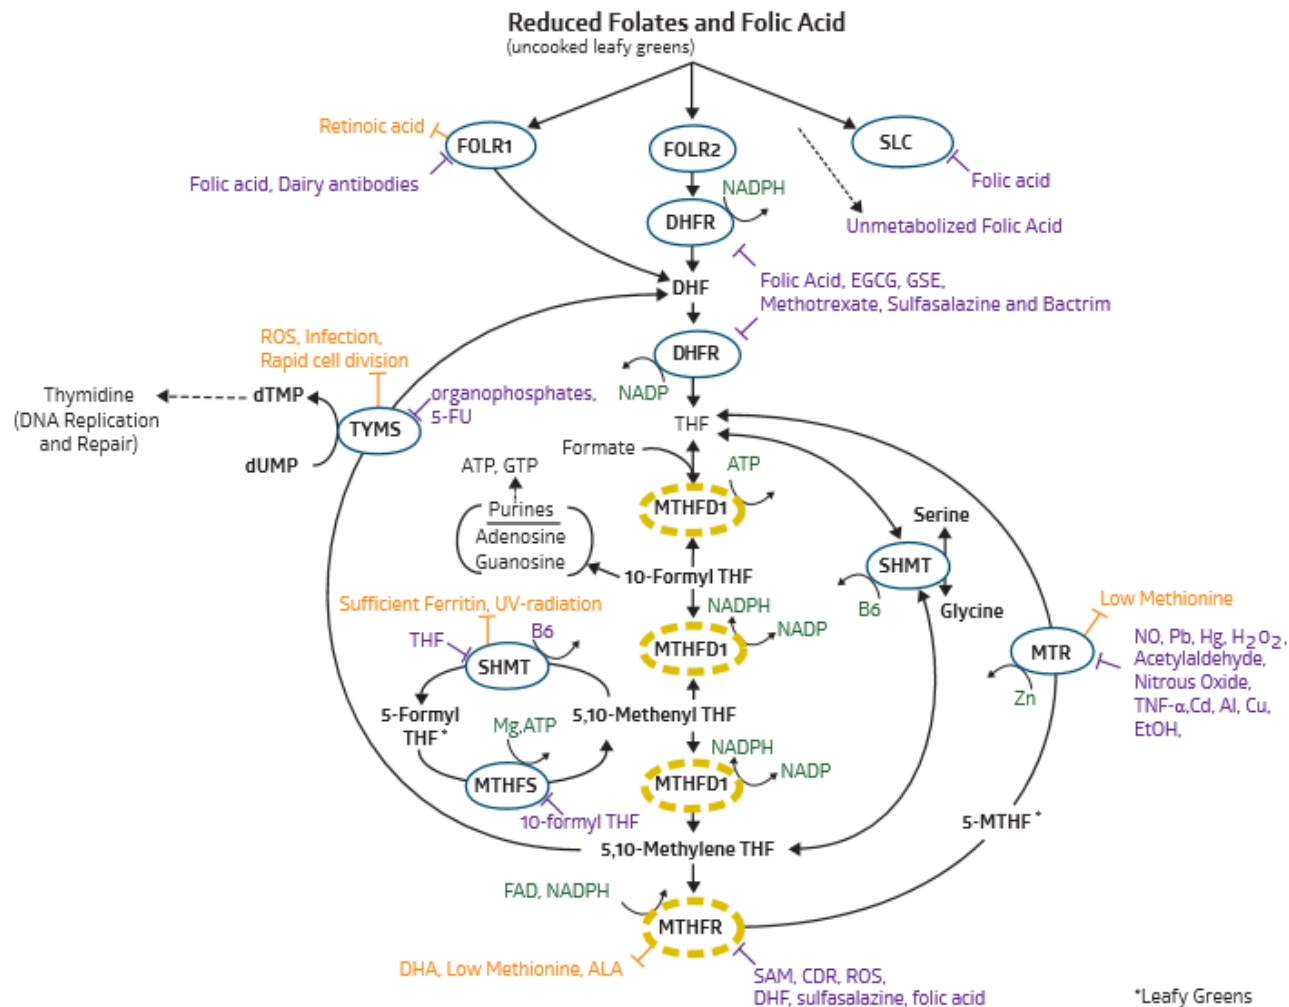 Reduced Folates and Folic Acid
(uncooked leafy greens)
Retinoic acid
FOLR1
Folic acid, Dairy antibodies
FOLR2
SLC
Folic acid
NADPH
DHFR
Unmetabolized Folic Acid
Folic Acid, EGCG, GSE,
Methotrexate, Sulfasalazine and Bactrim
DHF
DHFR
NADP
ROS, Infection,
Rapid cell division
organophosphates,
5-FU
Thymidine
(DNA Replication
and Repair)
dTMP
TYMS
dUMP
THF
Formate
ATP
MTHFD1
ATP, GTP
Purines
Adenosine
Guanosine
10-Formyl THF
Serine
SHMT
B6
Glycine
NADPH
NADP
MTHFD1
Sufficient Ferritin, UV-radiation
THF
B6
SHMT
5-Formyl
THF*
5,10-Methenyl THF
Mg,ATP
MTHFS
10-formyl THF
NADPH
NADP
MTHFD1
Low Methionine
MTR
Zn
NO, Pb, Hg, H2O2,
Acetylaldehyde,
Nitrous Oxide,
TNF-α,Cd, Al, Cu,
EtOH,
5-MTHF*
5,10-Methylene THF
FAD, NADPH
MTHFR
DHA, Low Methionine, ALA
SAM, CDR, ROS,
DHF, sulfasalazine, folic acid
*Leafy Greens